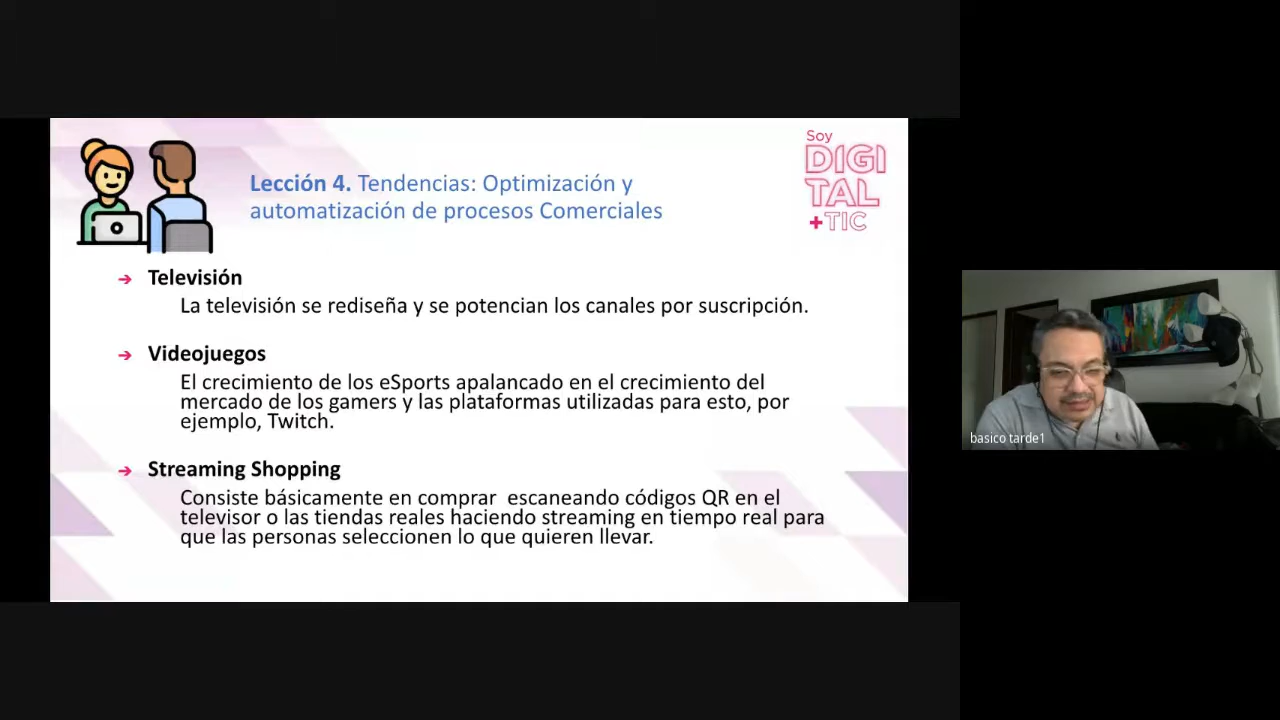 Soy
DIGI
TAL
+TIC
Lección 4. Tendencias: Optimización y
automatización de procesos Comerciales
➔ Televisión
La televisión se rediseña y se potencian los canales por suscripción.
➔ Videojuegos
El crecimiento de los eSports apalancado en el crecimiento del
mercado de los gamers y las plataformas utilizadas para esto, por
ejemplo, Twitch.
➔ Streaming Shopping
Consiste básicamente en comprar  escaneando códigos QR en el
televisor o las tiendas reales haciendo streaming en tiempo real para
que las personas seleccionen lo que quieren llevar.
basico tarde1